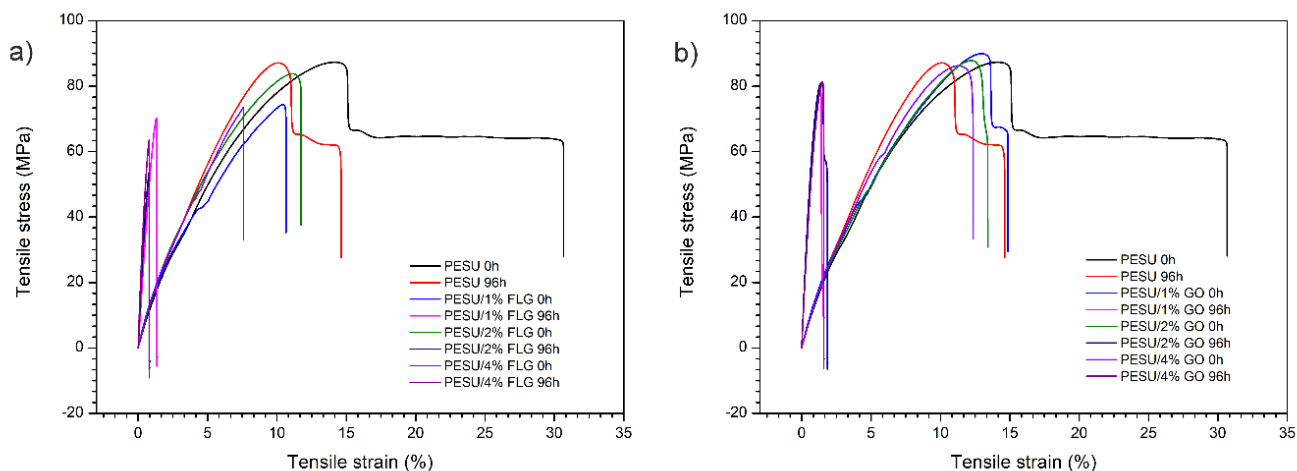 a)
Tensile stress (MPa)
100
80
60
40
20
0
-20
0 5 10 15 20 25 30 35
Tensile strain (%)
PESU 0h
PESU 96h
PESU/1% FLG 0h
PESU/1% FLG 96h
PESU/2% FLG 0h
PESU/2% FLG 96h
PESU/4% FLG 0h
PESU/4% FLG 96h
b)
Tensile stress (MPa)
100
80
60
40
20
0
-20
0 5 10 15 20 25 30 35
Tensile strain (%)
PESU 0h
PESU 96h
PESU/1% GO 0h
PESU/1% GO 96h
PESU/2% GO 0h
PESU/2% GO 96h
PESU/4% GO 0h
PESU/4% GO 96h